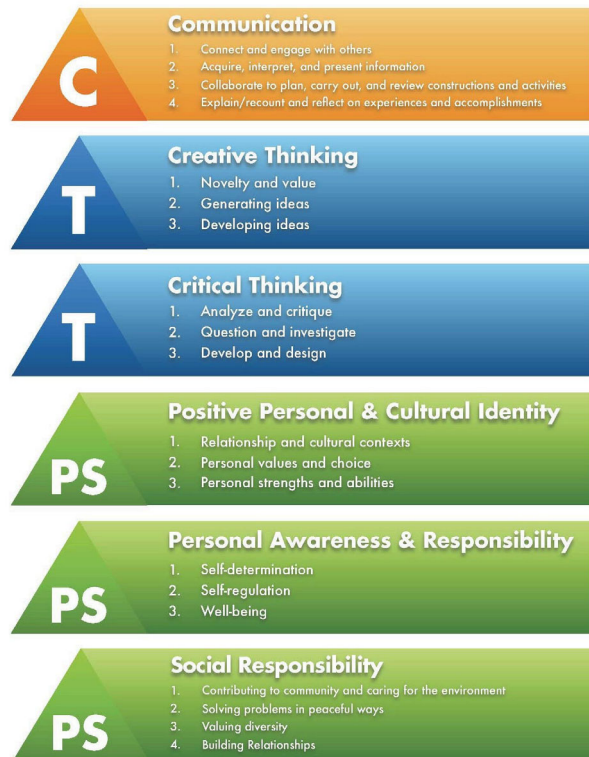 C
Communication
1. Connect and engage with others
2. Acquire, interpret, and present information
3. Collaborate to plan, carry out, and review constructions and activities
4. Explain/recount and reflect on experiences and accomplishments
T
Creative Thinking
1. Novelty and value
2. Generating ideas
3. Developing ideas
T
Critical Thinking
1. Analyze and critique
2. Question and investigate
3. Develop and design
PS
Positive Personal & Cultural Identity
1. Relationship and cultural contexts
2. Personal values and choice
3. Personal strengths and abilities
PS
Personal Awareness & Responsibility
1. Self-determination
2. Self-regulation
3. Well-being
PS
Social Responsibility
1. Contributing to community and caring for the environment
2. Solving problems in peaceful ways
3. Valuing diversity
4. Building Relationships